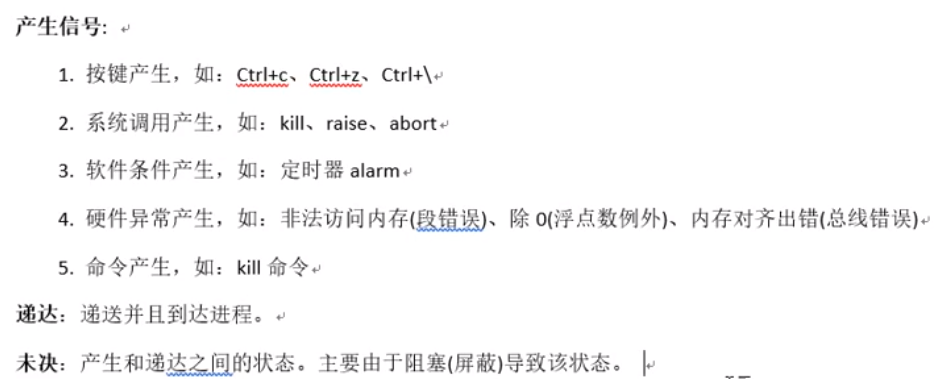 产生信号:
1. 按键产生，如：Ctrl+c、Ctrl+z、Ctrl+\
2. 系统调用产生，如：kill、raise、abort
3. 软件条件产生，如：定时器 alarm
4. 硬件异常产生，如：非法访问内存(段错误)、除 0(浮点数例外)、内存对齐出错(总线错误)
5. 命令产生，如：kill 命令
递达：递送并且到达进程。
未决：产生和递达之间的状态。主要由于阻塞(屏蔽)导致该状态。